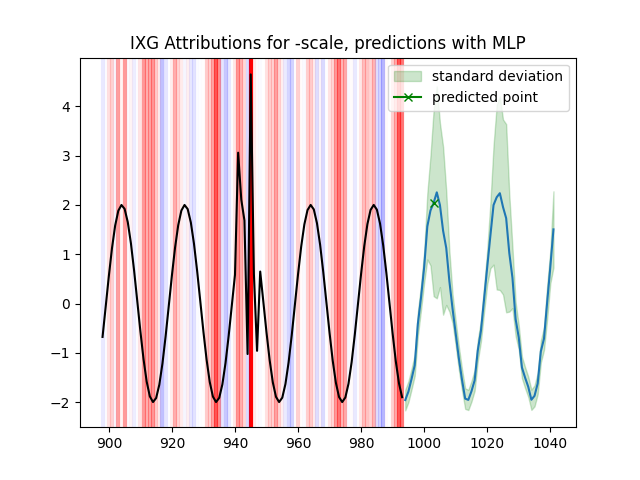 IXG Attributions for -scale, predictions with MLP
standard deviation
predicted point
4
3
2
1
0
−1
−2
900 920 940 960 980 1000 1020 1040